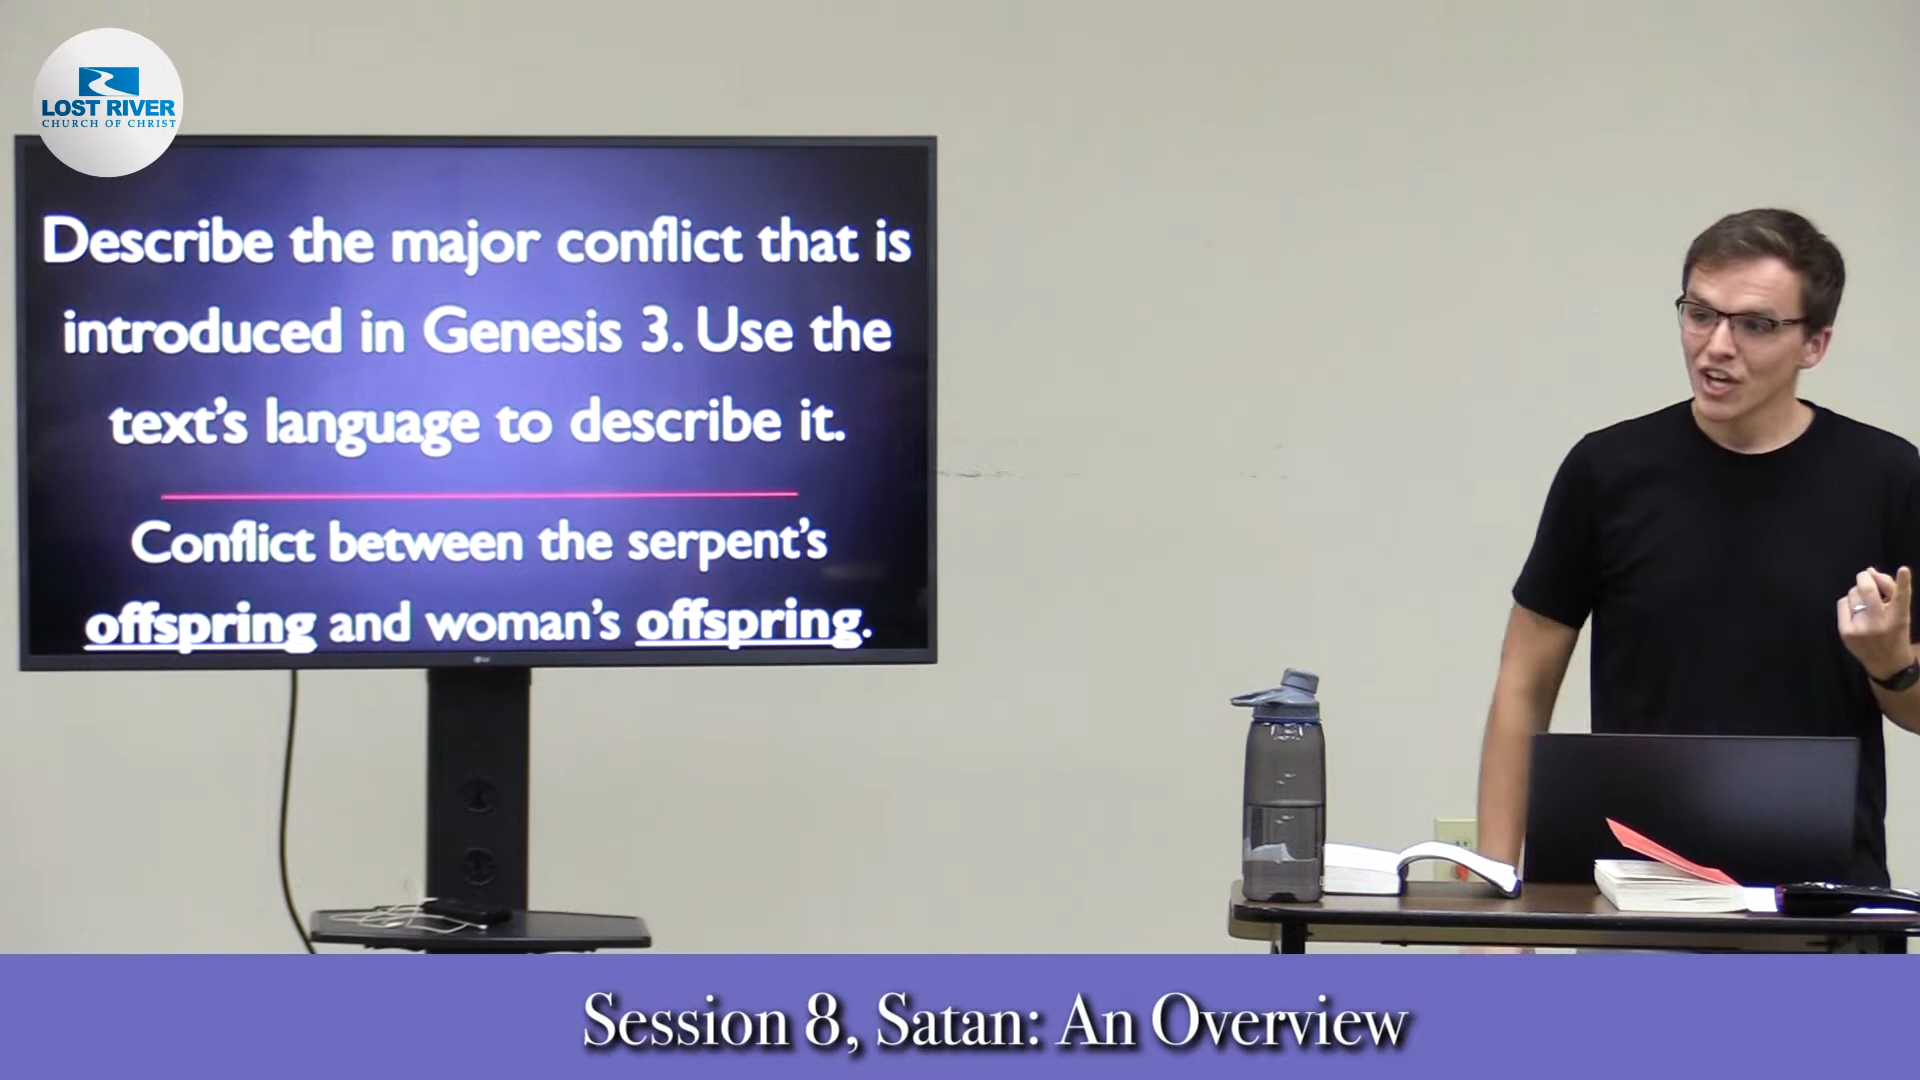 LOST RIVER
CHURCH OF CHRIST
Describe the major conflict that is
introduced in Genesis 3. Use the
text's language to describe it.
Conflict between the serpent's
offspring and woman's offspring.
Session 8, Satan: An Overview